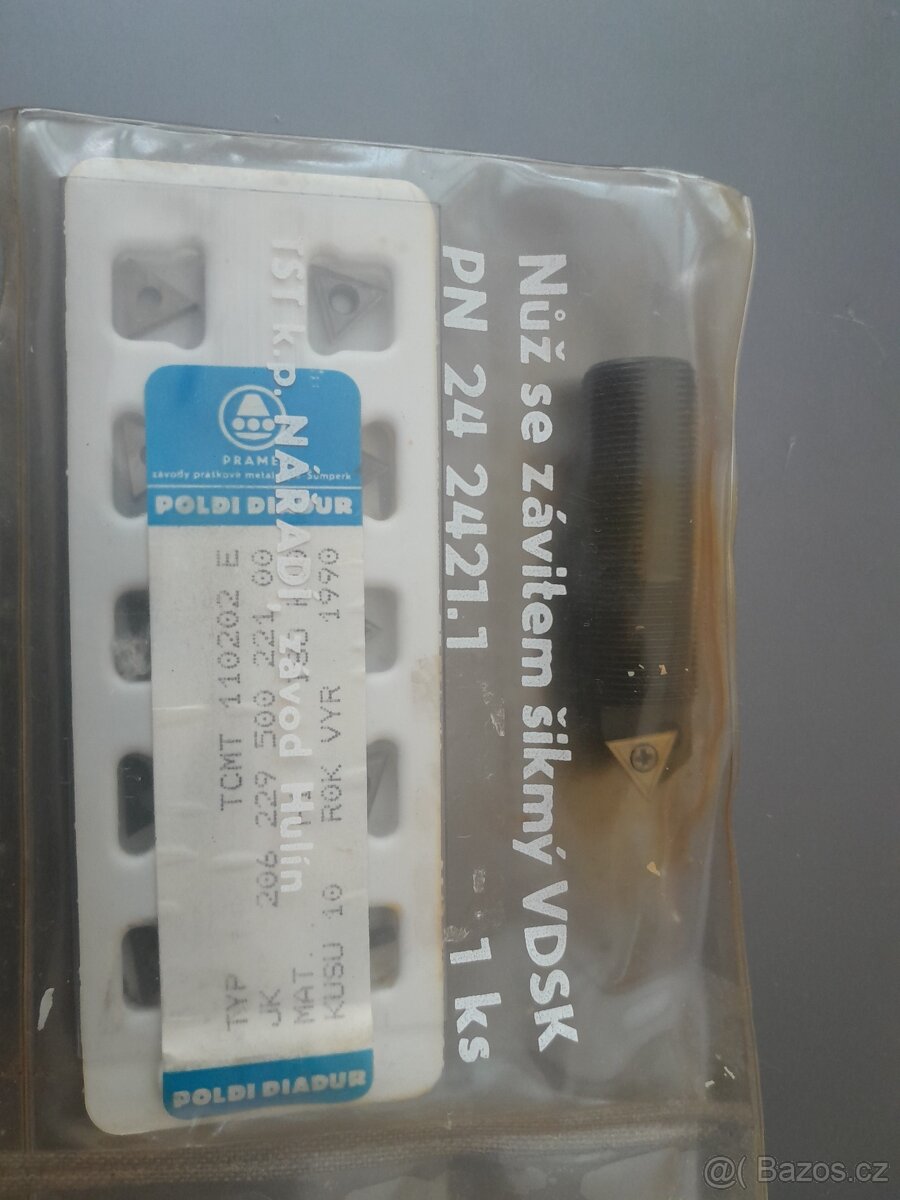 Nůž se závitem šikmý VDSK
PN 24 2421.1 1 ks
TST k.p. NÁŘADÍ, závod Hulín
PRAME
závody práškové metal Šumperk
POLDI DIADUR
TYP TCMT 110202 E
JK 206 229 500 221 00
MAT.
KUSU 10 ROK VYR 1990
POLDI DIADUR
@( Bazos.cz